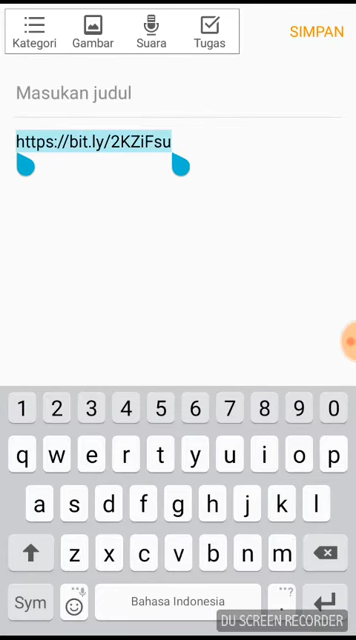 Kategori Gambar Suara Tugas SIMPAN
Masukan judul
https://bit.ly/2KZiFsu
1 2 3 4 5 6 7 8 9 0
q w e r t y u i o p
a s d f g h j k l
z x c v b n m
Sym Bahasa Indonesia . ..?
DU SCREEN RECORDER